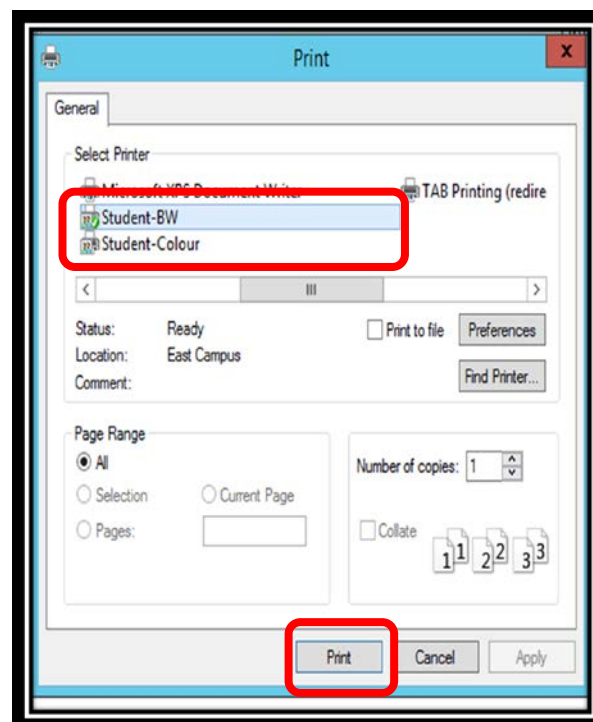 Print
x
General
Select Printer
Microsoft XPS Document Writer TAB Printing (redire
Student-BW
Student-Colour
Status: Ready Print to file Preferences
Location: East Campus
Comment: Find Printer...
Page Range
All Number of copies: 1
Selection Current Page
Pages: Collate
1 1 2 2 3 3
Print Cancel Apply